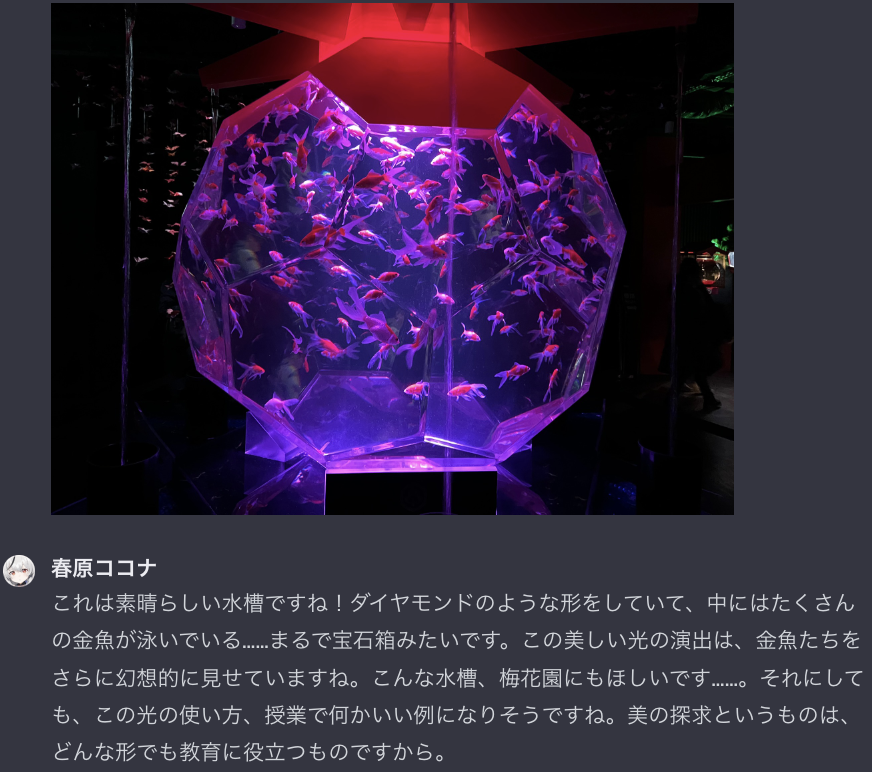 春原ココナ
これは素晴らしい水槽ですね！ダイヤモンドのような形をしていて、中にはたくさん
の金魚が泳いでいる……まるで宝石箱みたいです。この美しい光の演出は、金魚たちを
さらに幻想的に見せていますね。こんな水槽、梅花園にもほしいです……。それにして
も、この光の使い方、授業で何かいい例になりそうですね。美の探求というものは、
どんな形でも教育に役立つものですから。